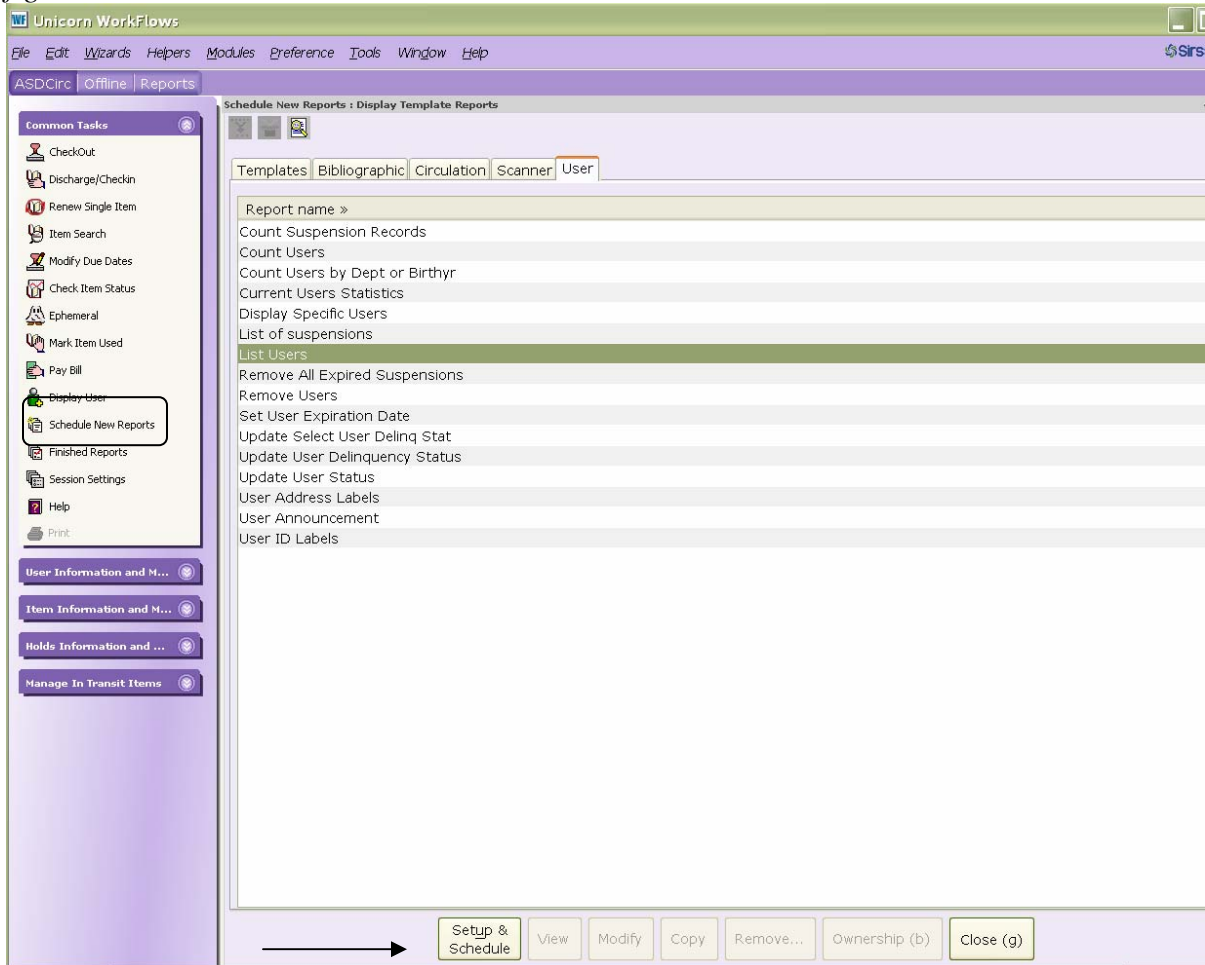 Unicorn WorkFlows
File Edit Wizards Helpers Modules Preference Tools Window Help
ASDCirc Offline Reports
Schedule New Reports : Display Template Reports
Common Tasks
CheckOut
Discharge/Checkin
Renew Single Item
Item Search
Modify Due Dates
Check Item Status
Ephemeral
Mark Item Used
Pay Bill
Display User
Schedule New Reports
Finished Reports
Session Settings
Help
Print
User Information and M...
Item Information and M...
Holds Information and ...
Manage In Transit Items
Templates Bibliographic Circulation Scanner User
Report name »
Count Suspension Records
Count Users
Count Users by Dept or Birthyr
Current Users Statistics
Display Specific Users
List of suspensions
List Users
Remove All Expired Suspensions
Remove Users
Set User Expiration Date
Update Select User Delinq Stat
Update User Delinquency Status
Update User Status
User Address Labels
User Announcement
User ID Labels
Setup & Schedule View Modify Copy Remove... Ownership (b) Close (g)